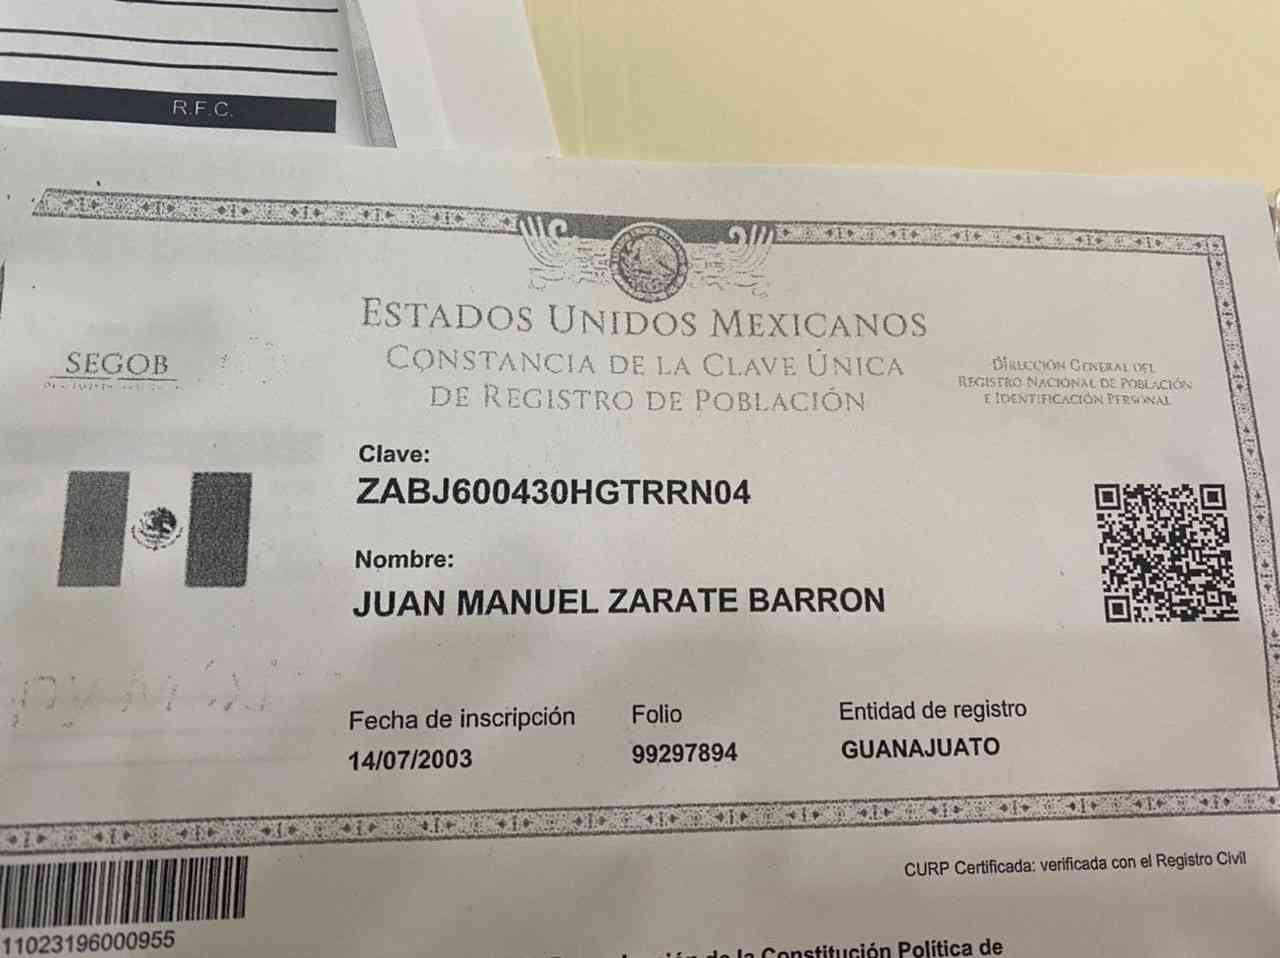 R.F.C.
ESTADOS UNIDOS MEXICANOS
CONSTANCIA DE LA CLAVE ÚNICA
DE REGISTRO DE POBLACIÓN
SEGOB
DIRECCIÓN GENERAL DEL
REGISTRO NACIONAL DE POBLACIÓN
E IDENTIFICACIÓN PERSONAL
Clave:
ZABJ600430HGTRRN04
Nombre:
JUAN MANUEL ZARATE BARRON
Fecha de inscripción Folio Entidad de registro
14/07/2003 99297894 GUANAJUATO
CURP Certificada: verificada con el Registro Civil
11023196000955
de la Constitución Política de